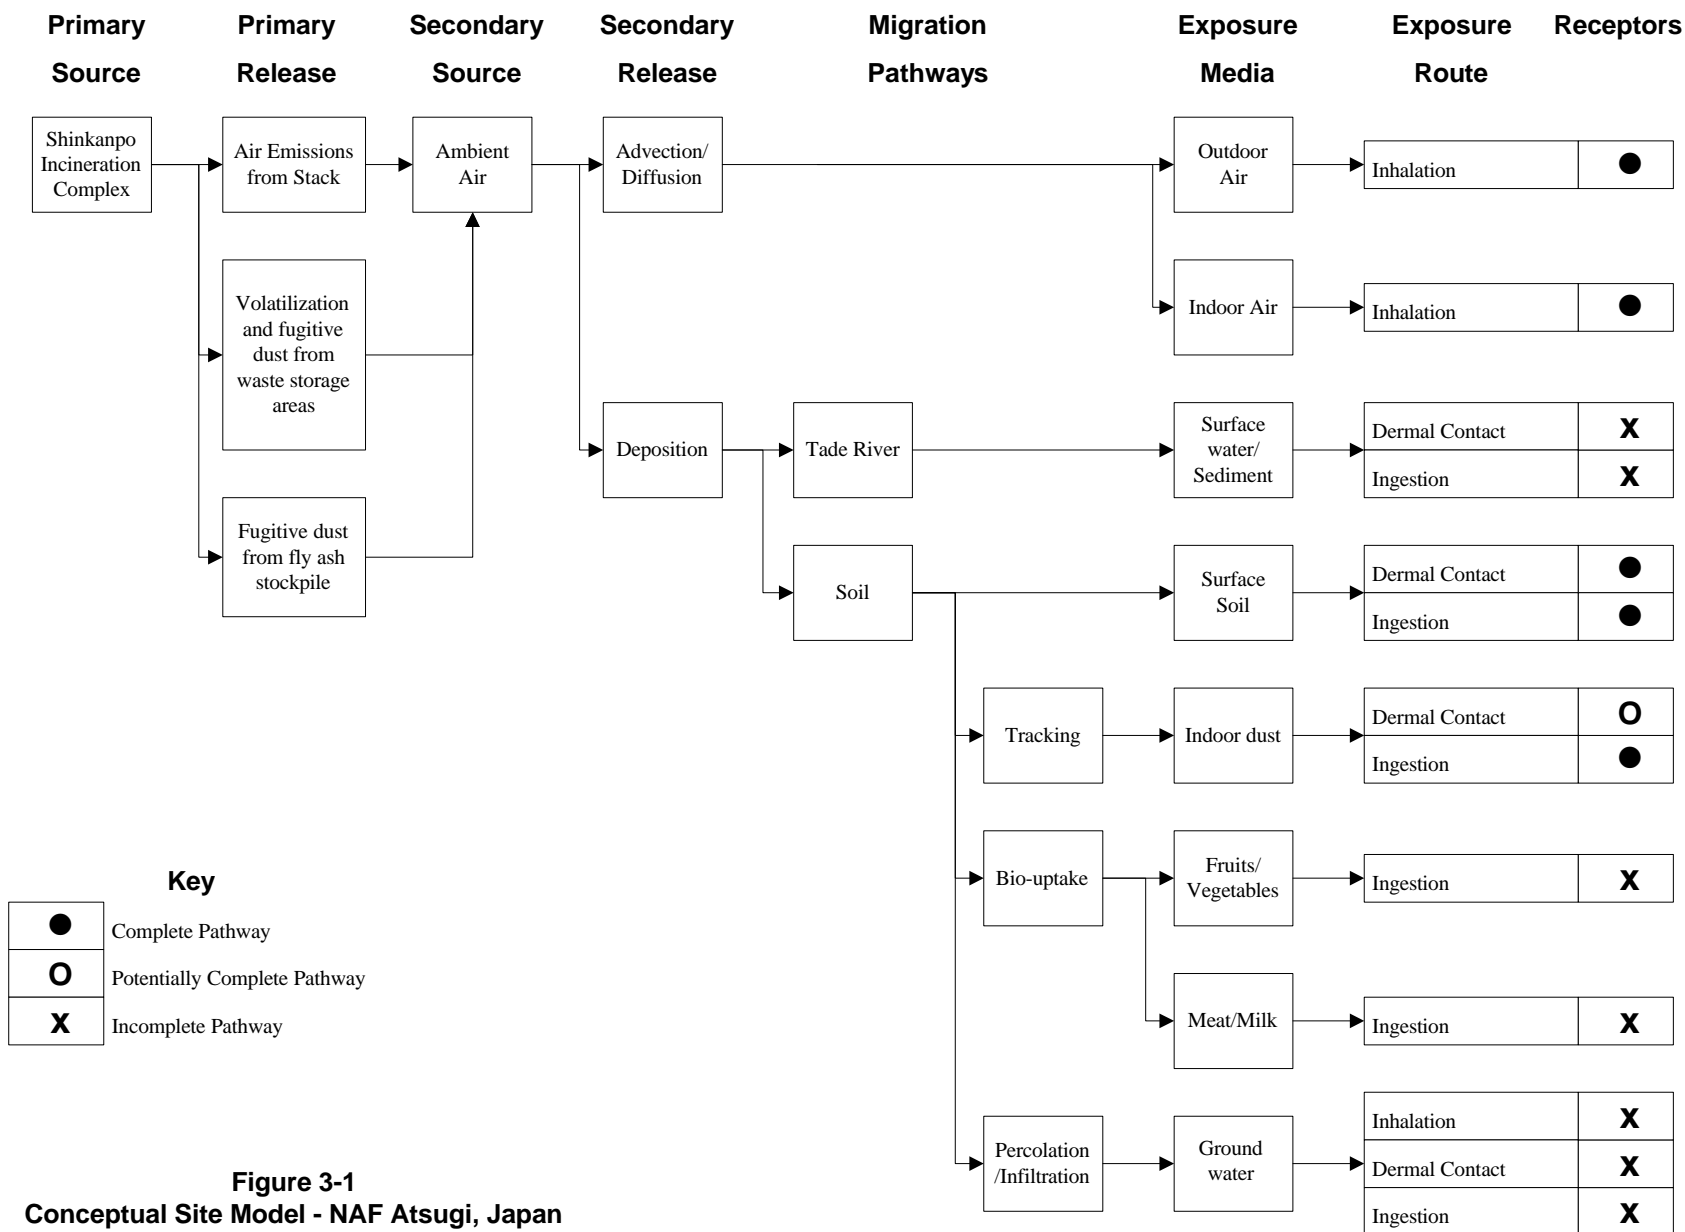 Primary Primary Secondary Secondary Migration Exposure Exposure Receptors
Source Release Source Release Pathways Media Route
Shinkanpo
Incineration
Complex
Air Emissions
from Stack
Ambient
Air
Advection/
Diffusion
Outdoor
Air
Inhalation ●
Volatilization
and fugitive
dust from
waste storage
areas
Indoor Air
Inhalation ●
Deposition
Tade River
Surface
water/
Sediment
Dermal Contact X
Ingestion X
Fugitive dust
from fly ash
stockpile
Soil
Surface
Soil
Dermal Contact ●
Ingestion ●
Tracking
Indoor dust
Dermal Contact O
Ingestion ●
Bio-uptake
Fruits/
Vegetables
Ingestion X
Meat/Milk
Ingestion X
Percolation
/Infiltration
Ground
water
Inhalation X
Dermal Contact X
Ingestion X
Key
● Complete Pathway
O Potentially Complete Pathway
X Incomplete Pathway
Figure 3-1
Conceptual Site Model - NAF Atsugi, Japan